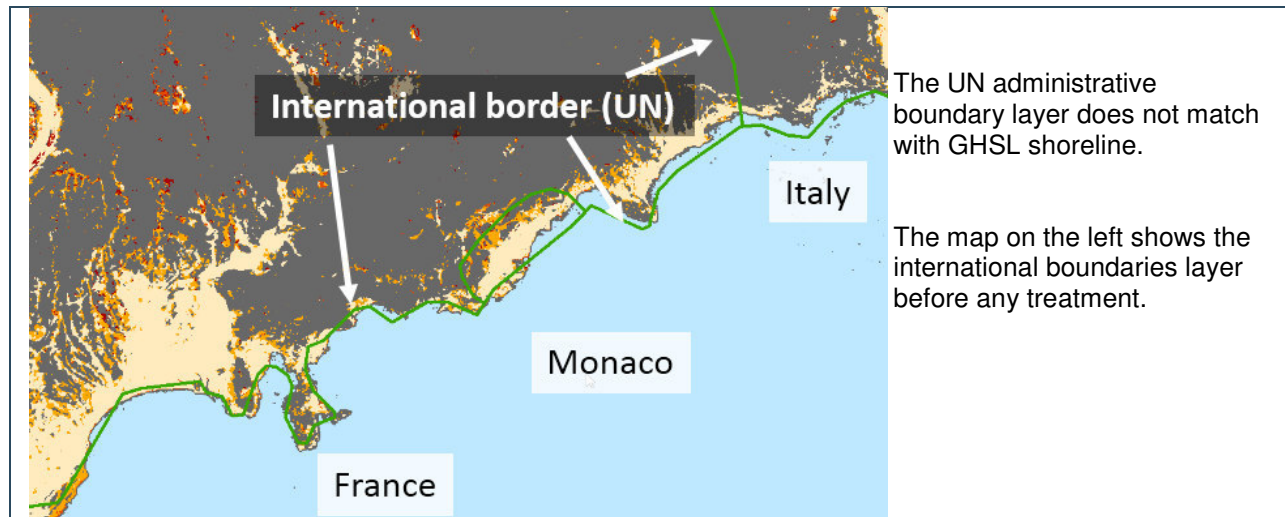 International border (UN)
Italy
Monaco
France
The UN administrative
boundary layer does not match
with GHSL shoreline.
The map on the left shows the
international boundaries layer
before any treatment.